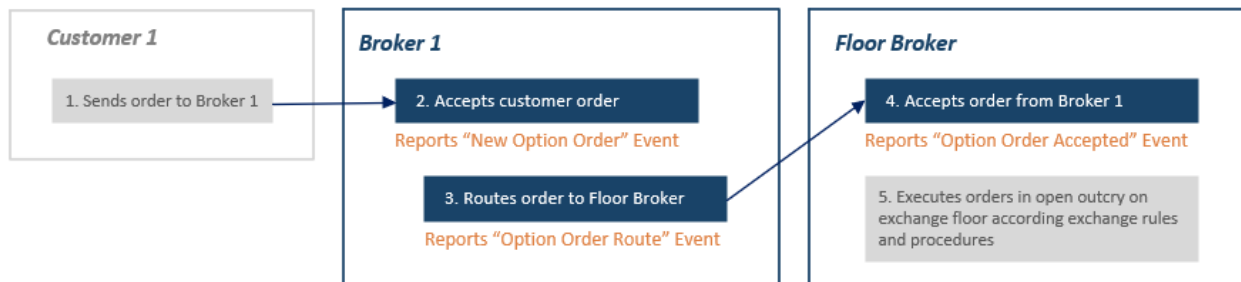 Customer 1
1. Sends order to Broker 1
Broker 1
2. Accepts customer order
Reports “New Option Order” Event
3. Routes order to Floor Broker
Reports “Option Order Route” Event
Floor Broker
4. Accepts order from Broker 1
Reports “Option Order Accepted” Event
5. Executes orders in open outcry on
exchange floor according exchange rules
and procedures